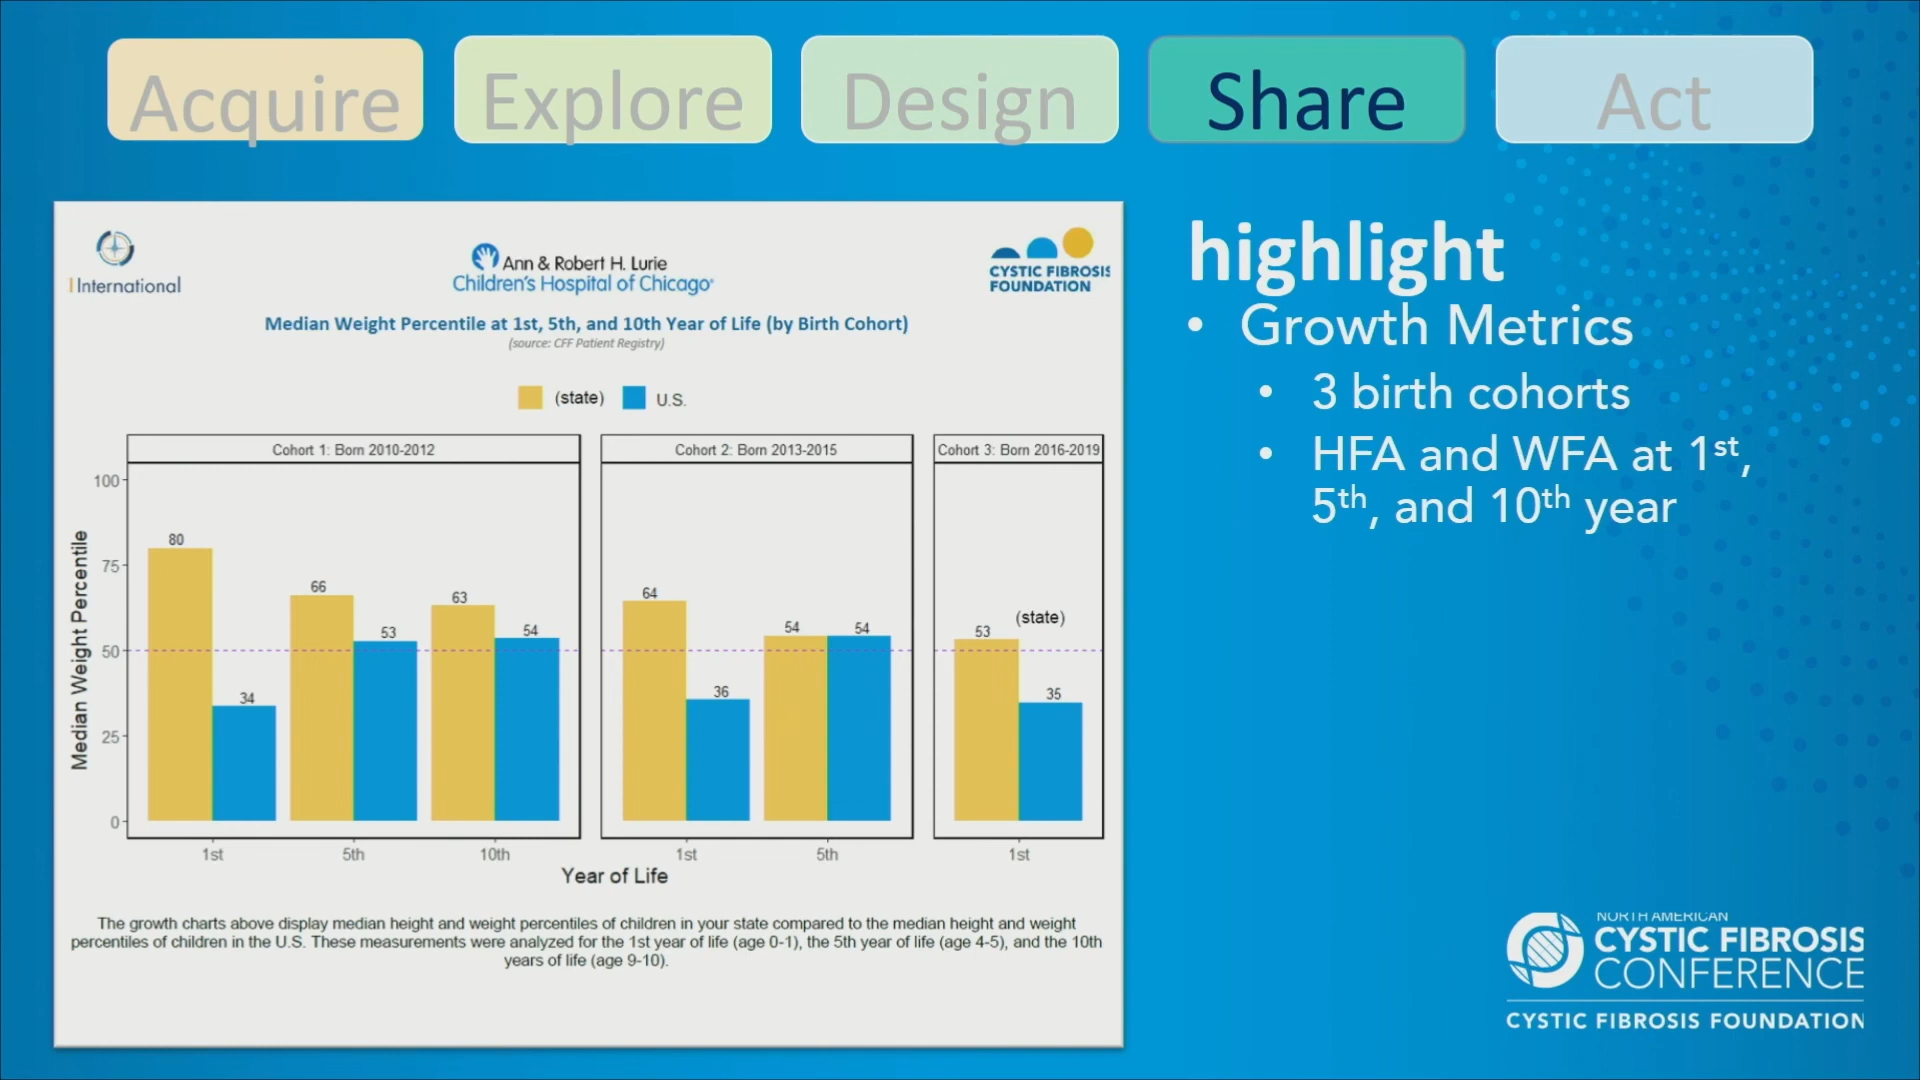 Acquire
Explore
Design
Share
Act
International
Ann & Robert H. Lurie
Children's Hospital of Chicago
CYSTIC FIBROSIS
FOUNDATION
Median Weight Percentile at 1st, 5th, and 10th Year of Life (by Birth Cohort)
(source: CFF Patient Registry)
(state)
U.S.
Cohort 1: Born 2010-2012
Cohort 2: Born 2013-2015
Cohort 3: Born 2016-2019
Median Weight Percentile
100
75
50
25
0
80
34
66
53
63
54
64
36
54
54
53
(state)
35
1st
5th
10th
1st
5th
1st
Year of Life
The growth charts above display median height and weight percentiles of children in your state compared to the median height and weight
percentiles of children in the U.S. These measurements were analyzed for the 1st year of life (age 0-1), the 5th year of life (age 4-5), and the 10th
years of life (age 9-10).
highlight
• Growth Metrics
• 3 birth cohorts
• HFA and WFA at 1st,
5th, and 10th year
NORTH AMERICAN
CYSTIC FIBROSIS
CONFERENCE
CYSTIC FIBROSIS FOUNDATION